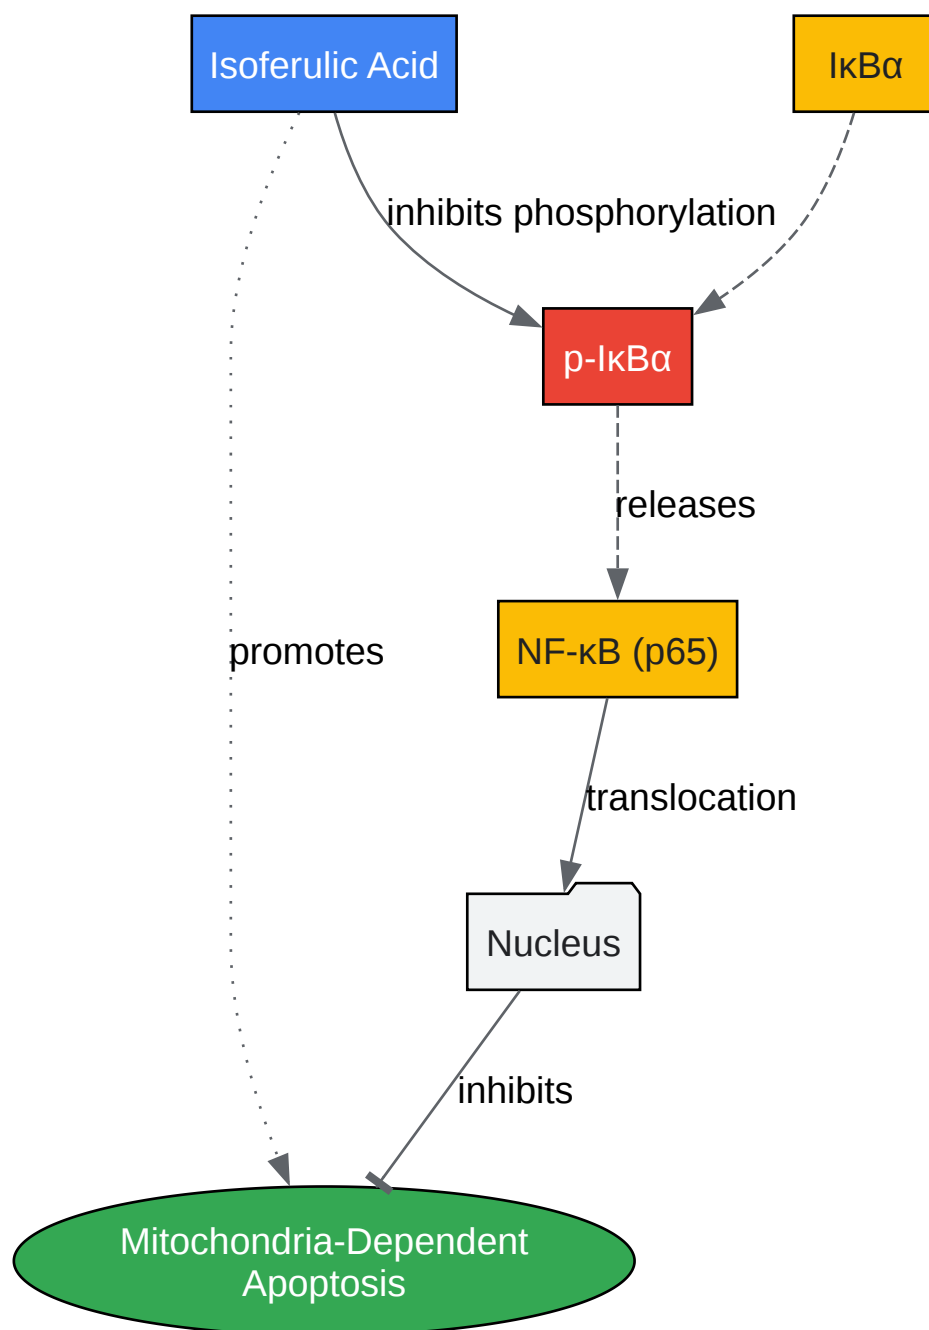 Isoferulic Acid
IκBα
inhibits phosphorylation
p-IκBα
releases
NF-κB (p65)
promotes
translocation
Nucleus
inhibits
Mitochondria-Dependent
Apoptosis